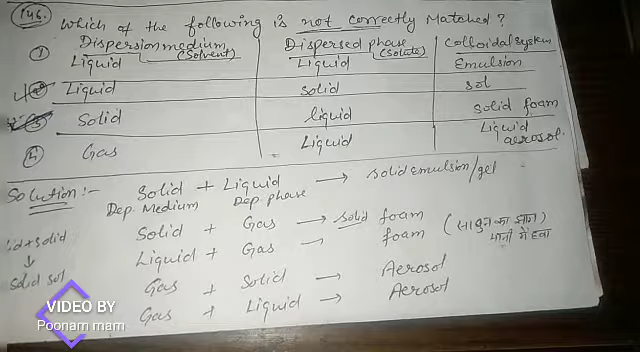 146. Which of the following is not correctly Matched?
Dispersion medium (Solvent) Dispersed phase (Solute) Colloidal system
① Liquid Liquid Emulsion
② Liquid solid sol
③ Solid liquid solid foam
④ Gas Liquid Liquid aerosol.
Solution:- Solid + Liquid → solid emulsion/gel
Dep. Medium Dep. phase
Solid + Gas → Solid foam
Liquid + Gas → foam (साबुन का झाग)
पानी में हवा
solid
↓
Solid sol
Gas + Solid → Aerosol
Gas + Liquid → Aerosol
VIDEO BY
Poonam mam